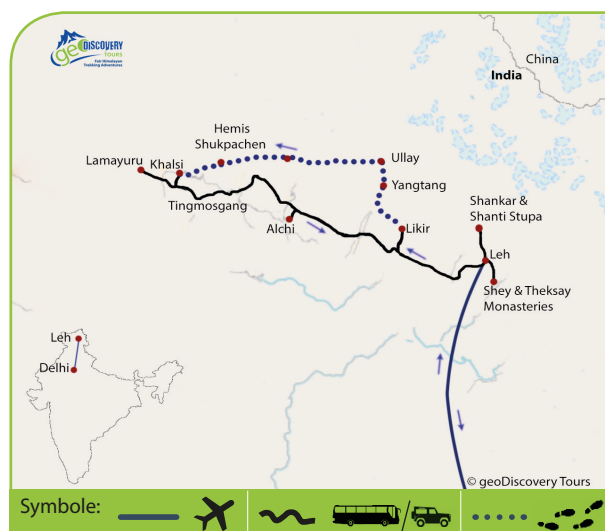 geoDISCOVERY
TOURS
Fair Himalayan
Trekking Adventures
China
India
Hemis
Shukpachen
Lamayuru
Khalsi
Ullay
Yangtang
Tingmosgang
Shankar &
Shanti Stupa
Alchi
Likir
Leh
Shey & Theksay
Monasteries
Leh
Delhi
© geoDiscovery Tours
Symbole: